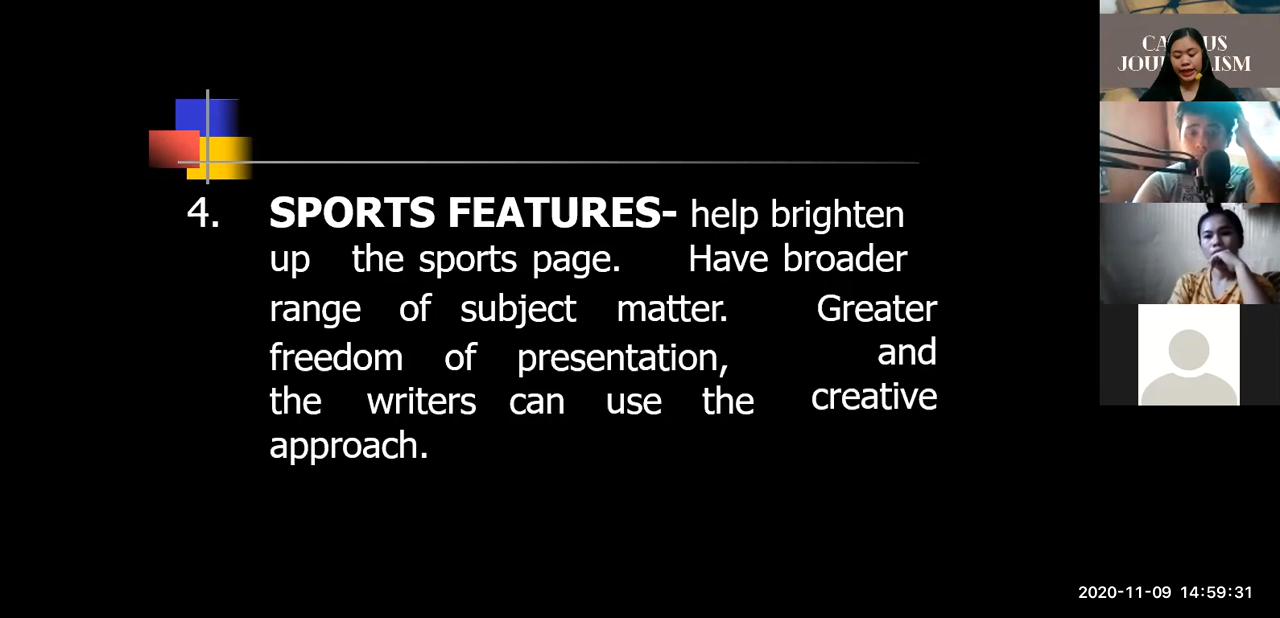 4. SPORTS FEATURES- help brighten
up the sports page. Have broader
range of subject matter. Greater
freedom of presentation, and
the writers can use the creative
approach.
2020-11-09 14:59:31